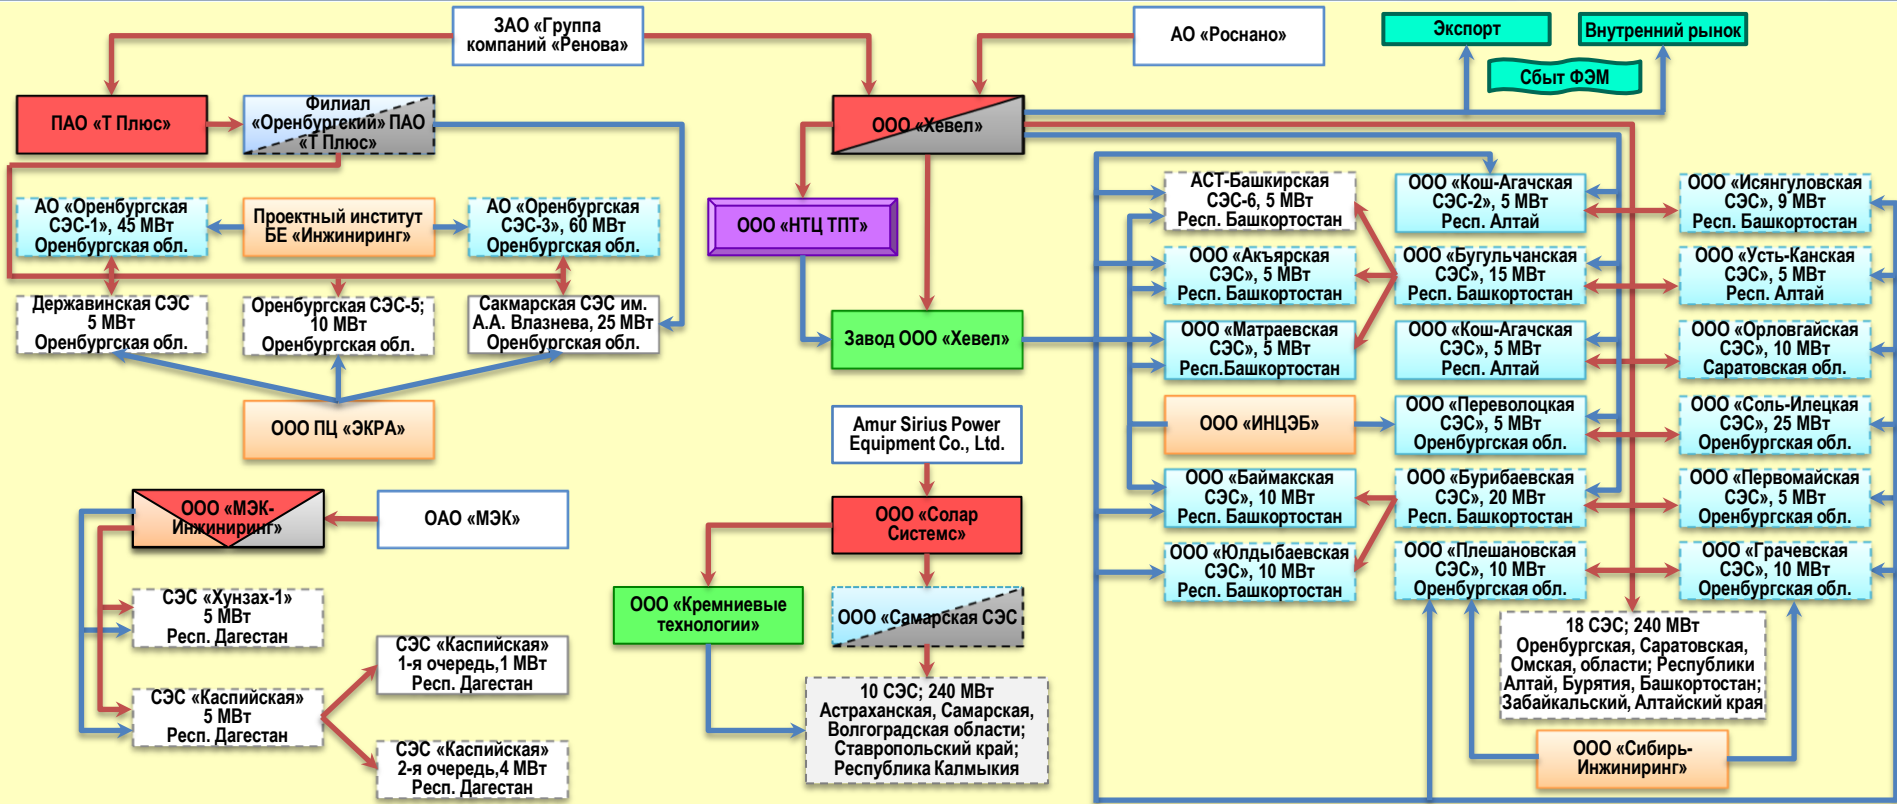 ЗАО «Группа
компаний «Ренова»
АО «Роснано»
Экспорт
Внутренний рынок
Сбыт ФЭМ
ПАО «Т Плюс»
Филиал
«Оренбургский» ПАО
«Т Плюс»
ООО «Хевел»
АО «Оренбургская
СЭС-1», 45 МВт
Оренбургская обл.
Проектный институт
БЕ «Инжиниринг»
АО «Оренбургская
СЭС-3», 60 МВт
Оренбургская обл.
ООО «НТЦ ТПТ»
Державинская СЭС
5 МВт
Оренбургская обл.
Оренбургская СЭС-5;
10 МВт
Оренбургская обл.
Сакмарская СЭС им.
А.А. Влазнева, 25 МВт
Оренбургская обл.
Завод ООО «Хевел»
ООО ПЦ «ЭКРА»
АСТ-Башкирская
СЭС-6, 5 МВт
Респ. Башкортостан
ООО «Кош-Агачская
СЭС-2», 5 МВт
Респ. Алтай
ООО «Исянгуловская
СЭС», 9 МВт
Респ. Башкортостан
ООО «Акъярская
СЭС», 5 МВт
Респ. Башкортостан
ООО «Бугульчанская
СЭС», 15 МВт
Респ. Башкортостан
ООО «Усть-Канская
СЭС», 5 МВт
Респ. Алтай
ООО «Матраевская
СЭС», 5 МВт
Респ.Башкортостан
ООО «Кош-Агачская
СЭС», 5 МВт
Респ. Алтай
ООО «Орловгайская
СЭС», 10 МВт
Саратовская обл.
ООО «ИНЦЭБ»
ООО «Переволоцкая
СЭС», 5 МВт
Оренбургская обл.
ООО «Соль-Илецкая
СЭС», 25 МВт
Оренбургская обл.
ООО «Баймакская
СЭС», 10 МВт
Респ. Башкортостан
ООО «Бурибаевская
СЭС», 20 МВт
Респ. Башкортостан
ООО «Первомайская
СЭС», 5 МВт
Оренбургская обл.
ООО «Юлдыбаевская
СЭС», 10 МВт
Респ. Башкортостан
ООО «Плешановская
СЭС», 10 МВт
Оренбургская обл.
ООО «Грачевская
СЭС», 10 МВт
Оренбургская обл.
18 СЭС; 240 МВт
Оренбургская, Саратовская,
Омская, области; Республики
Алтай, Бурятия, Башкортостан;
Забайкальский, Алтайский края
ООО «Сибирь-
Инжиниринг»
Amur Sirius Power
Equipment Co., Ltd.
ООО «Солар
Системс»
ООО «Кремниевые
технологии»
ООО «Самарская СЭС
10 СЭС; 240 МВт
Астраханская, Самарская,
Волгоградская области;
Ставропольский край;
Республика Калмыкия
ООО «МЭК-
Инжиниринг»
ОАО «МЭК»
СЭС «Хунзах-1»
5 МВт
Респ. Дагестан
СЭС «Каспийская»
5 МВт
Респ. Дагестан
СЭС «Каспийская»
1-я очередь,1 МВт
Респ. Дагестан
СЭС «Каспийская»
2-я очередь,4 МВт
Респ. Дагестан